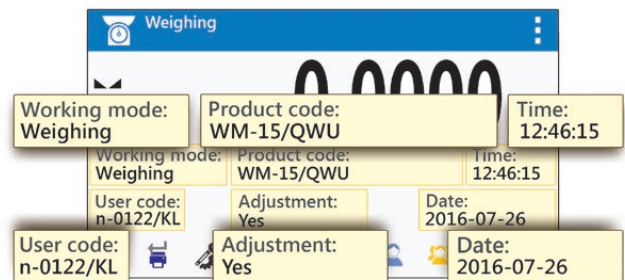 Weighing
0.0000
Working mode:
Weighing
Product code:
WM-15/QWU
Time:
12:46:15
Working mode:
Weighing
Product code:
WM-15/QWU
Time:
12:46:15
User code:
n-0122/KL
Adjustment:
Yes
Date:
2016-07-26
User code:
n-0122/KL
Adjustment:
Yes
Date:
2016-07-26